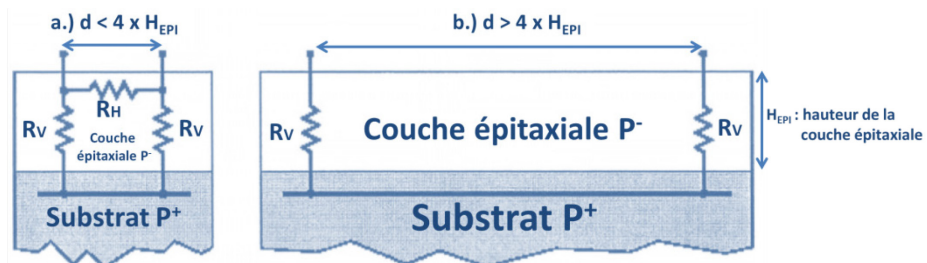 a.) d < 4 x HEPI
RH
RV
RV
Couche
épitaxiale P-
Substrat P+
b.) d > 4 x HEPI
RV
Couche épitaxiale P-
RV
Substrat P+
HEPI : hauteur de la
couche épitaxiale